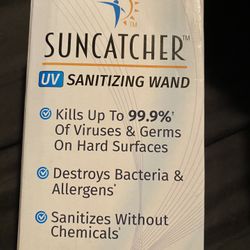 TM
SUNCATCHER™
UV SANITIZING WAND
Kills Up To 99.9%†
Of Viruses & Germs
On Hard Surfaces
Destroys Bacteria &
Allergens*
Sanitizes Without
Chemicals*